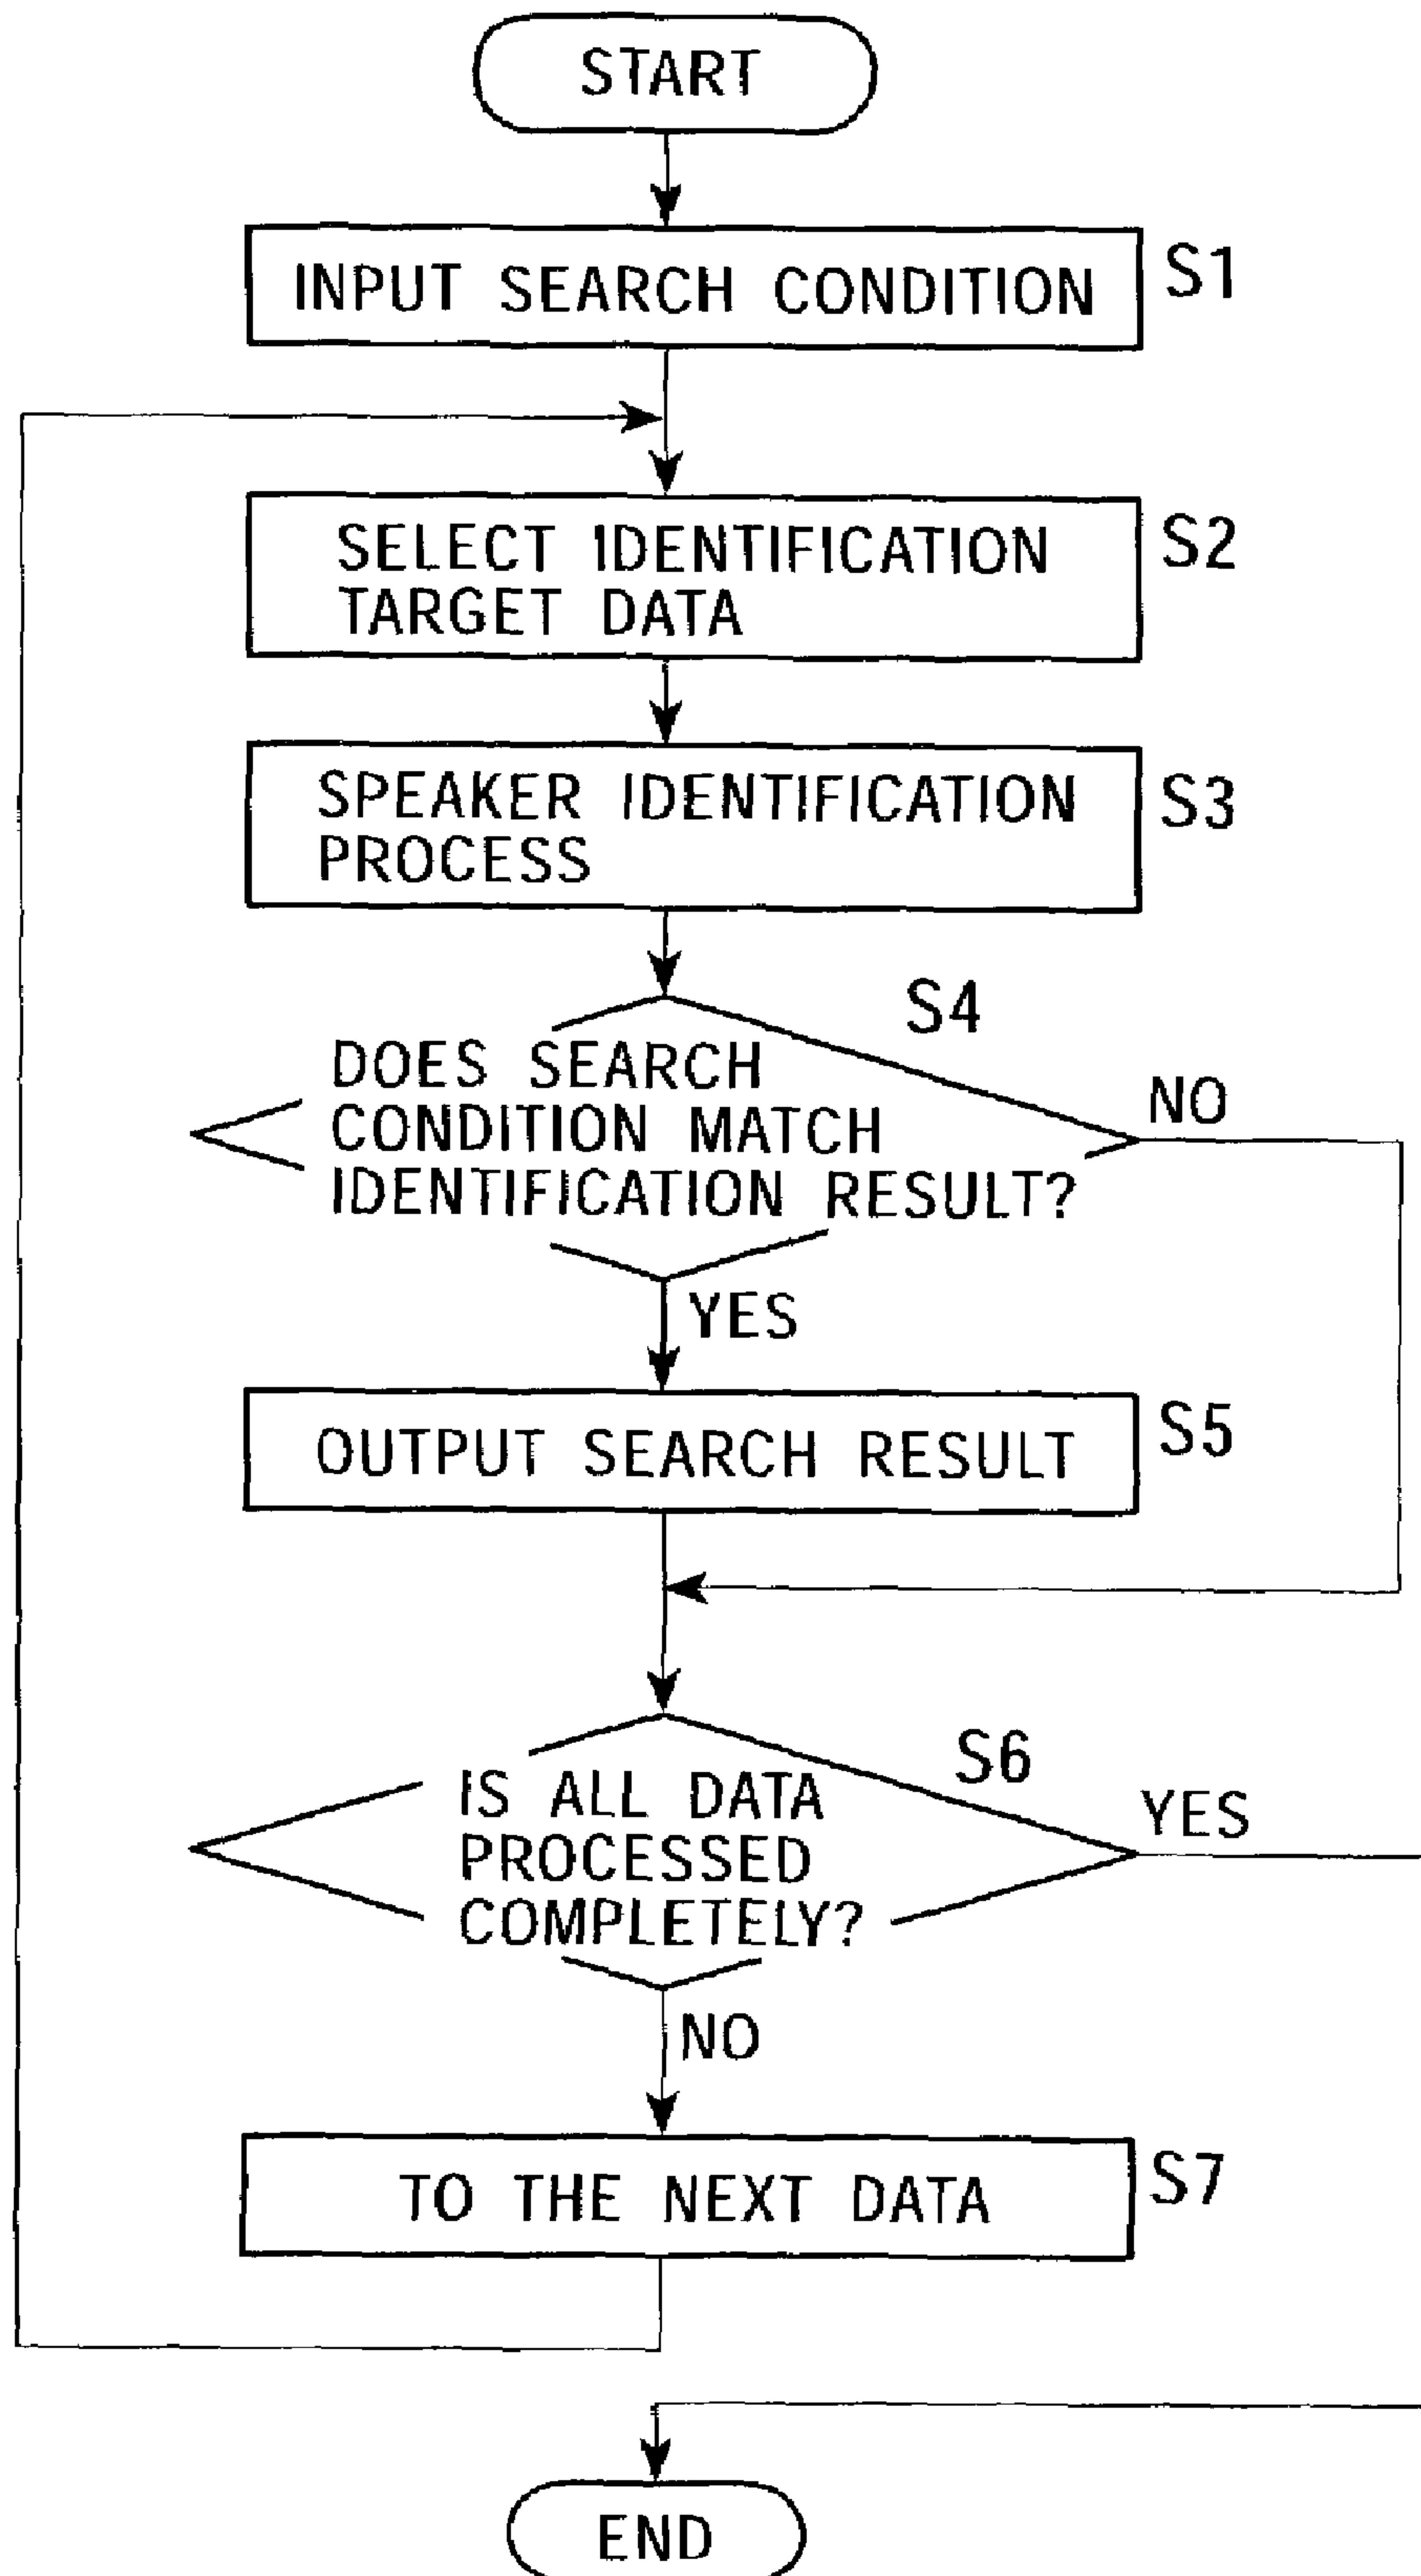 START
INPUT SEARCH CONDITION
S1
SELECT IDENTIFICATION
TARGET DATA
S2
SPEAKER IDENTIFICATION
PROCESS
S3
S4
DOES SEARCH
CONDITION MATCH
IDENTIFICATION RESULT?
NO
YES
OUTPUT SEARCH RESULT
S5
S6
IS ALL DATA
PROCESSED
COMPLETELY?
YES
NO
TO THE NEXT DATA
S7
END